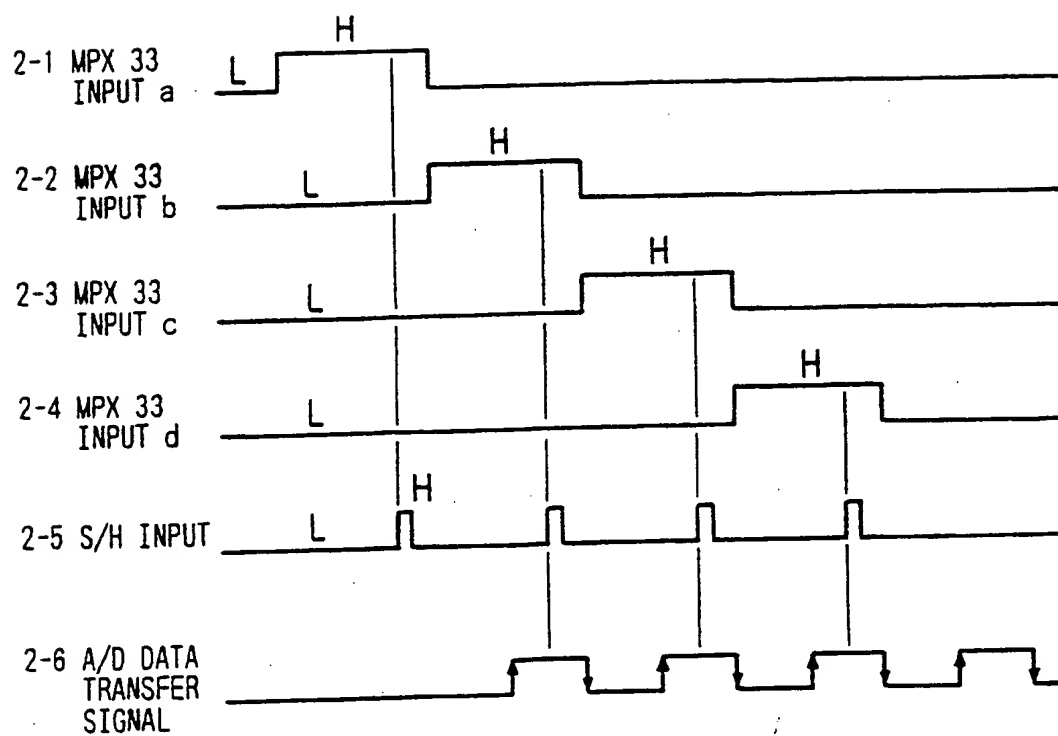 H
2-1 MPX 33 L
INPUT a
H
2-2 MPX 33 L
INPUT b
H
2-3 MPX 33 L
INPUT c
H
2-4 MPX 33 L
INPUT d
H
2-5 S/H INPUT L
2-6 A/D DATA
TRANSFER
SIGNAL